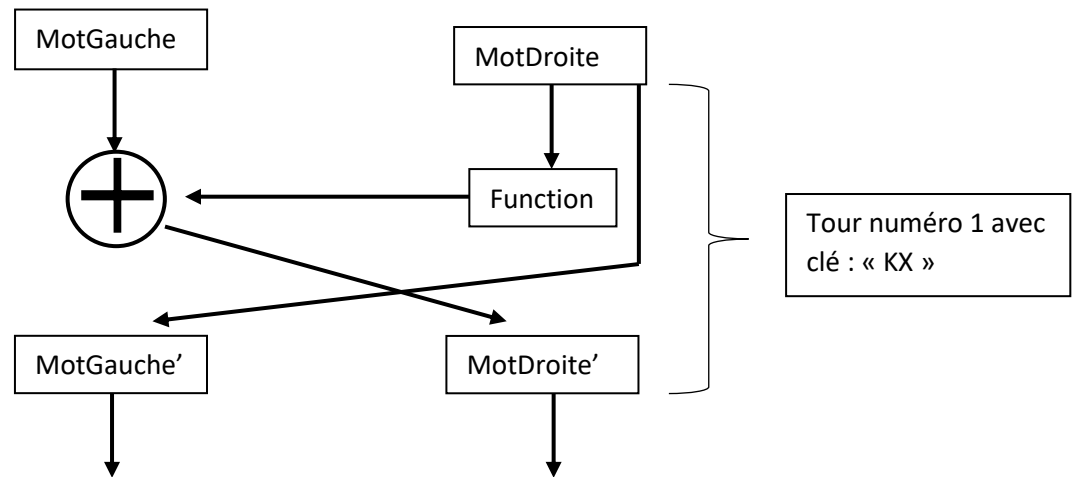 MotGauche
MotDroite
Function
Tour numéro 1 avec
clé : « KX »
MotGauche’
MotDroite’